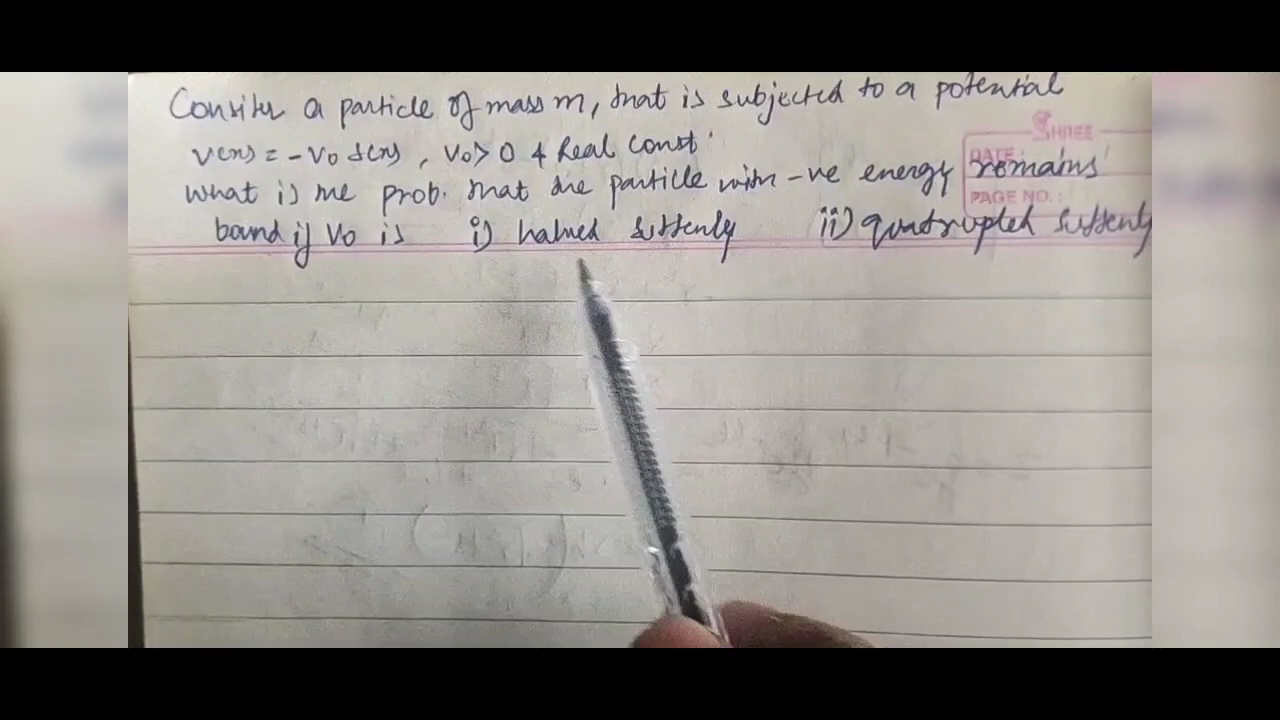 Consider a particle of mass m, that is subjected to a potential
V(x) = -V0 δ(x), V0 > 0 & Real const.
What is the prob. that the particle with -ve energy remains
bound if V0 is i) halved suddenly ii) quadrupled suddenly
SHREE
DATE:
PAGE NO.: